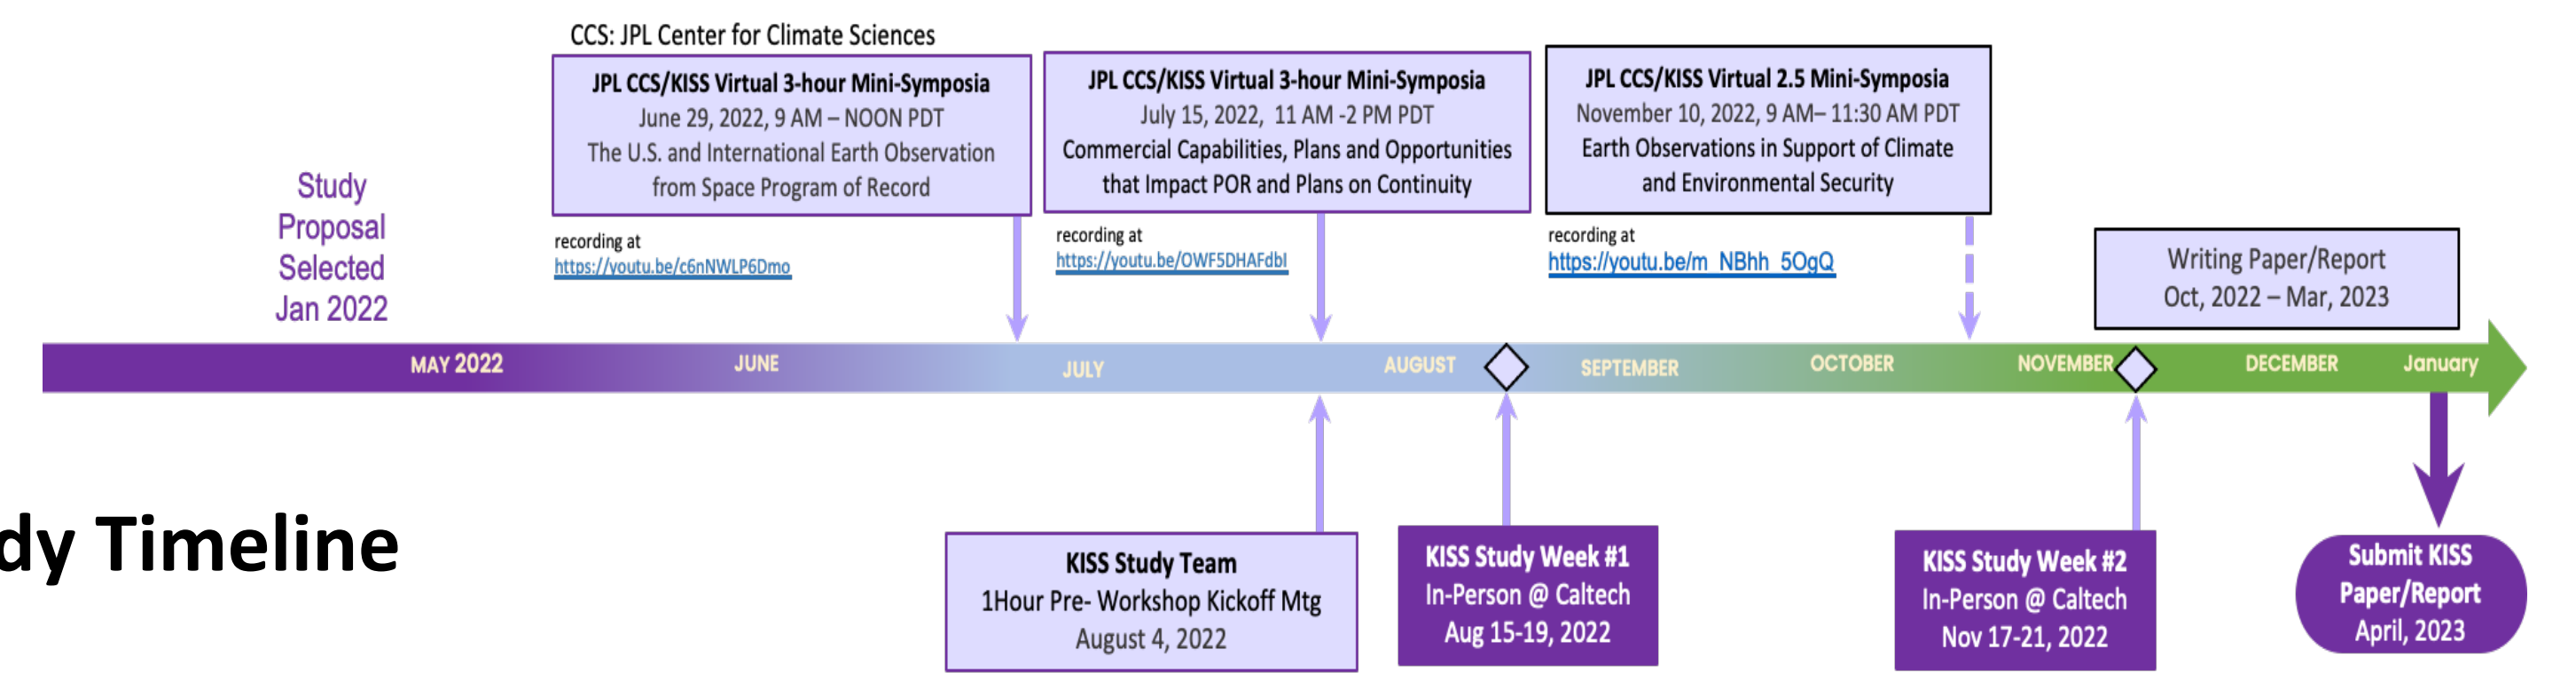 CCS: JPL Center for Climate Sciences
JPL CCS/KISS Virtual 3-hour Mini-Symposia
June 29, 2022, 9 AM – NOON PDT
The U.S. and International Earth Observation
from Space Program of Record
recording at
https://youtu.be/c6nNWLP6Dmo
JPL CCS/KISS Virtual 3-hour Mini-Symposia
July 15, 2022, 11 AM -2 PM PDT
Commercial Capabilities, Plans and Opportunities
that Impact POR and Plans on Continuity
recording at
https://youtu.be/OWF5DHAFdbI
JPL CCS/KISS Virtual 2.5 Mini-Symposia
November 10, 2022, 9 AM– 11:30 AM PDT
Earth Observations in Support of Climate
and Environmental Security
recording at
https://youtu.be/m_NBhh_5OgQ
Study
Proposal
Selected
Jan 2022
Writing Paper/Report
Oct, 2022 – Mar, 2023
MAY 2022
JUNE
JULY
AUGUST
SEPTEMBER
OCTOBER
NOVEMBER
DECEMBER
January
dy Timeline
KISS Study Team
1Hour Pre- Workshop Kickoff Mtg
August 4, 2022
KISS Study Week #1
In-Person @ Caltech
Aug 15-19, 2022
KISS Study Week #2
In-Person @ Caltech
Nov 17-21, 2022
Submit KISS
Paper/Report
April, 2023